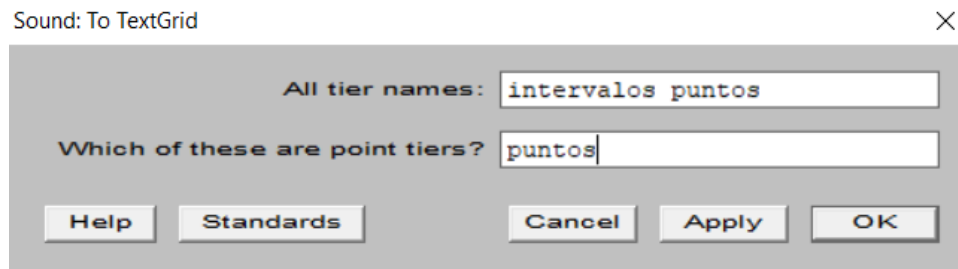 Sound: To TextGrid
All tier names: intervalos puntos
Which of these are point tiers? puntos
Help Standards Cancel Apply OK